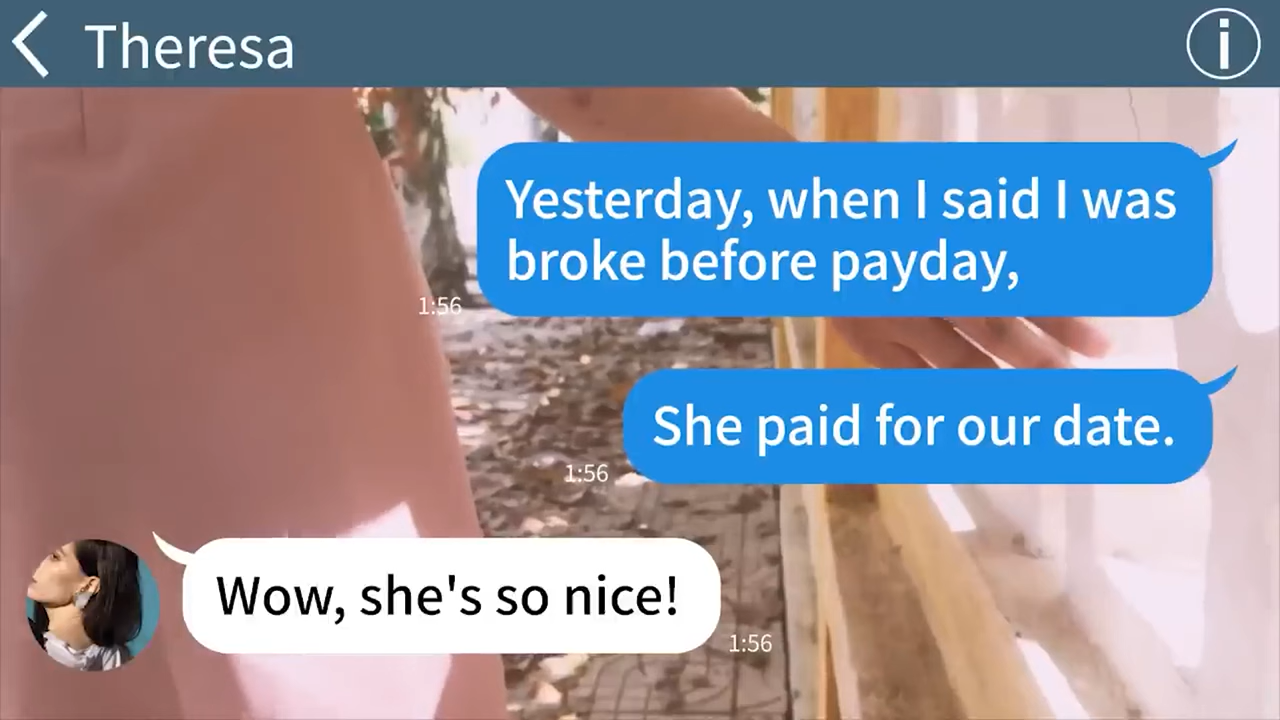 Theresa
Yesterday, when I said I was
broke before payday,
1:56
She paid for our date.
1:56
Wow, she's so nice!
1:56